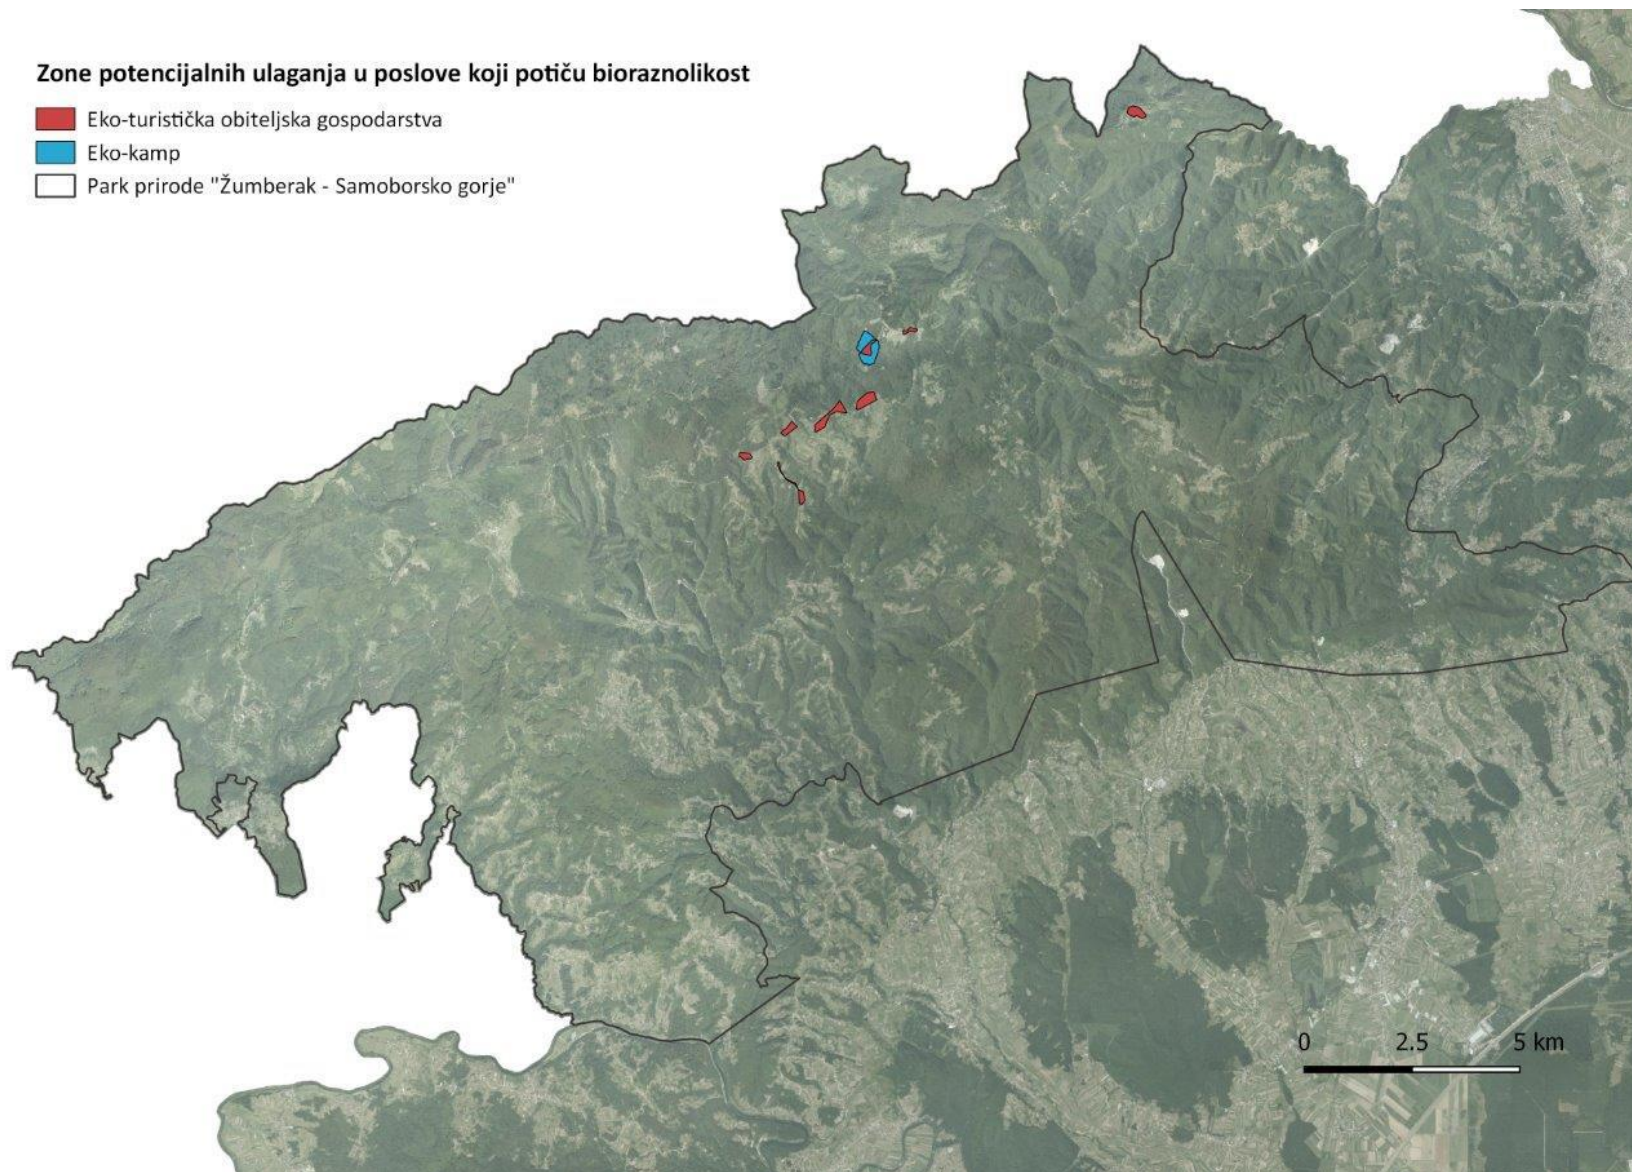 Zone potencijalnih ulaganja u poslove koji potiču bioraznolikost
Eko-turistička obiteljska gospodarstva
Eko-kamp
Park prirode "Žumberak - Samoborsko gorje"
0 2.5 5 km